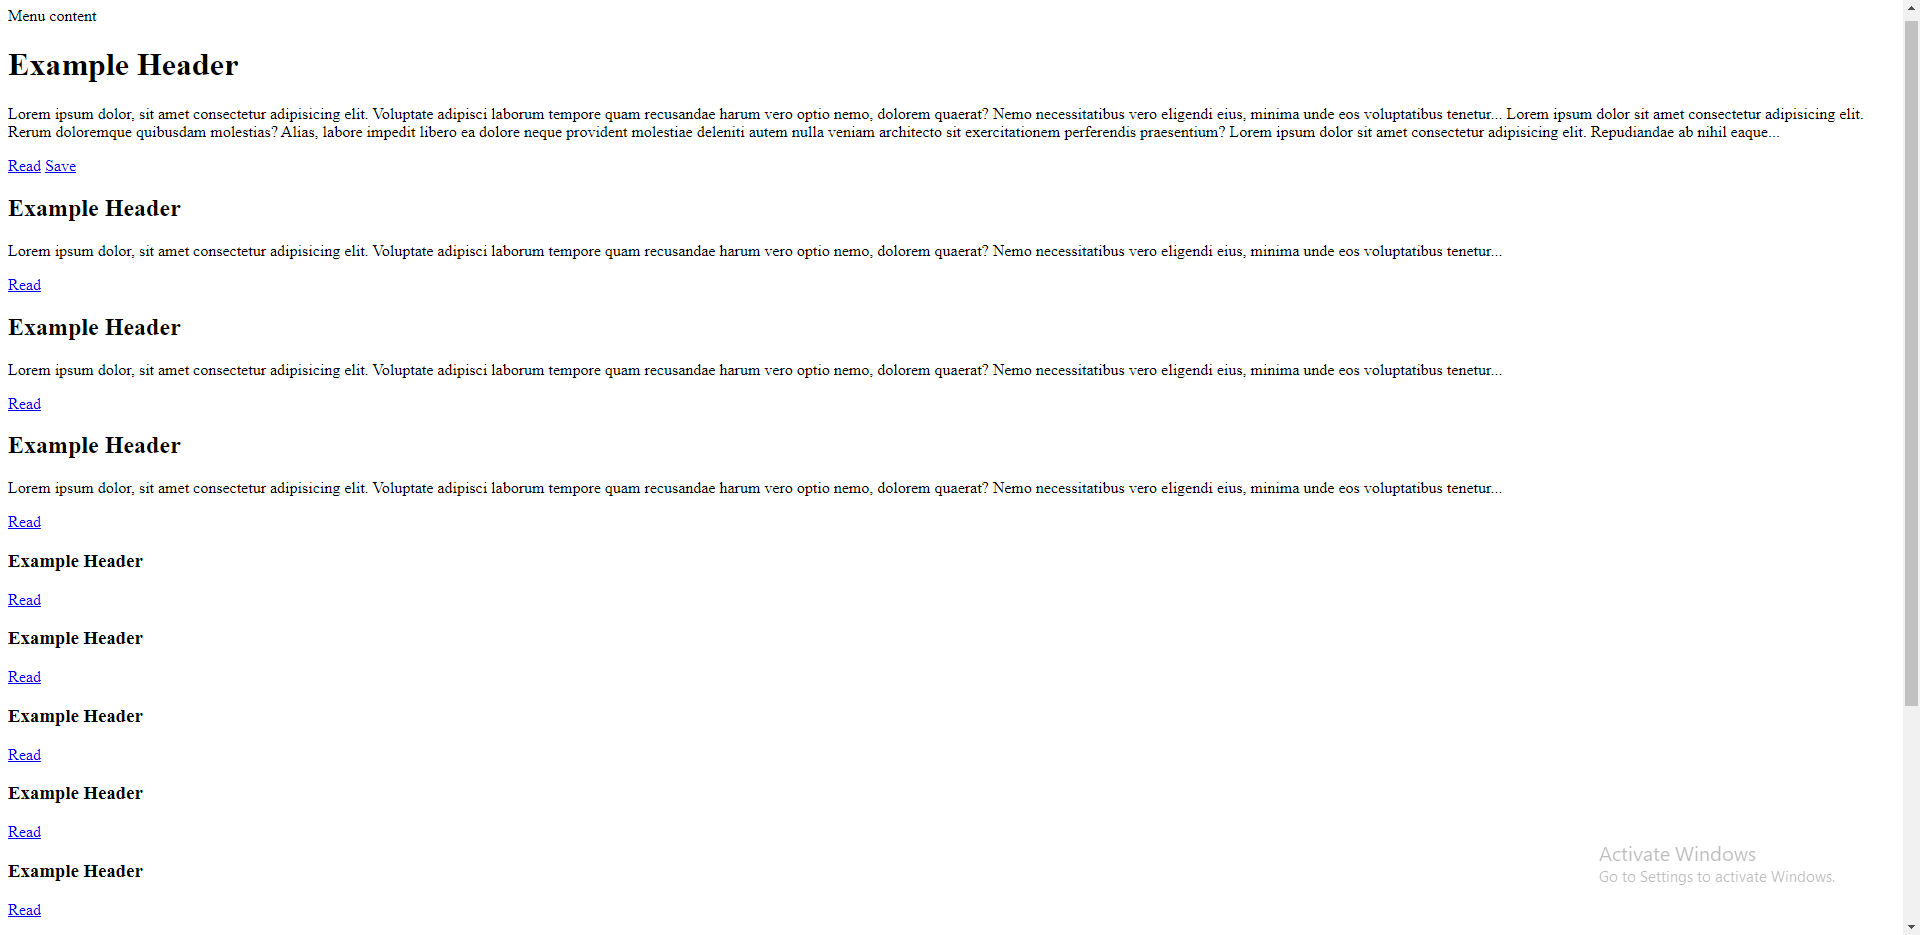 Menu content
Example Header
Lorem ipsum dolor, sit amet consectetur adipisicing elit. Voluptate adipisci laborum tempore quam recusandae harum vero optio nemo, dolorem quaerat? Nemo necessitatibus vero eligendi eius, minima unde eos voluptatibus tenetur... Lorem ipsum dolor sit amet consectetur adipisicing elit.
Rerum doloremque quibusdam molestias? Alias, labore impedit libero ea dolore neque provident molestiae deleniti autem nulla veniam architecto sit exercitationem perferendis praesentium? Lorem ipsum dolor sit amet consectetur adipisicing elit. Repudiandae ab nihil eaque...
Read Save
Example Header
Lorem ipsum dolor, sit amet consectetur adipisicing elit. Voluptate adipisci laborum tempore quam recusandae harum vero optio nemo, dolorem quaerat? Nemo necessitatibus vero eligendi eius, minima unde eos voluptatibus tenetur...
Read
Example Header
Lorem ipsum dolor, sit amet consectetur adipisicing elit. Voluptate adipisci laborum tempore quam recusandae harum vero optio nemo, dolorem quaerat? Nemo necessitatibus vero eligendi eius, minima unde eos voluptatibus tenetur...
Read
Example Header
Lorem ipsum dolor, sit amet consectetur adipisicing elit. Voluptate adipisci laborum tempore quam recusandae harum vero optio nemo, dolorem quaerat? Nemo necessitatibus vero eligendi eius, minima unde eos voluptatibus tenetur...
Read
Example Header
Read
Example Header
Read
Example Header
Read
Example Header
Read
Example Header
Read
Activate Windows
Go to Settings to activate Windows.